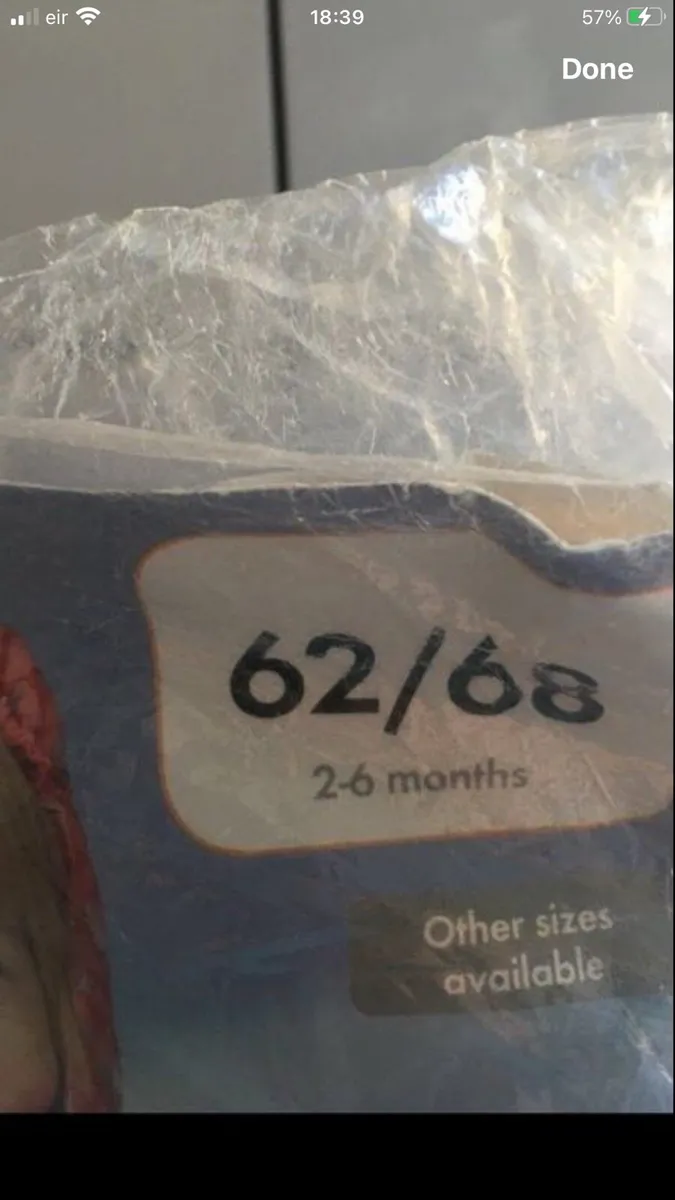 eir 18:39 57%
Done
62/68
2-6 months
Other sizes
available